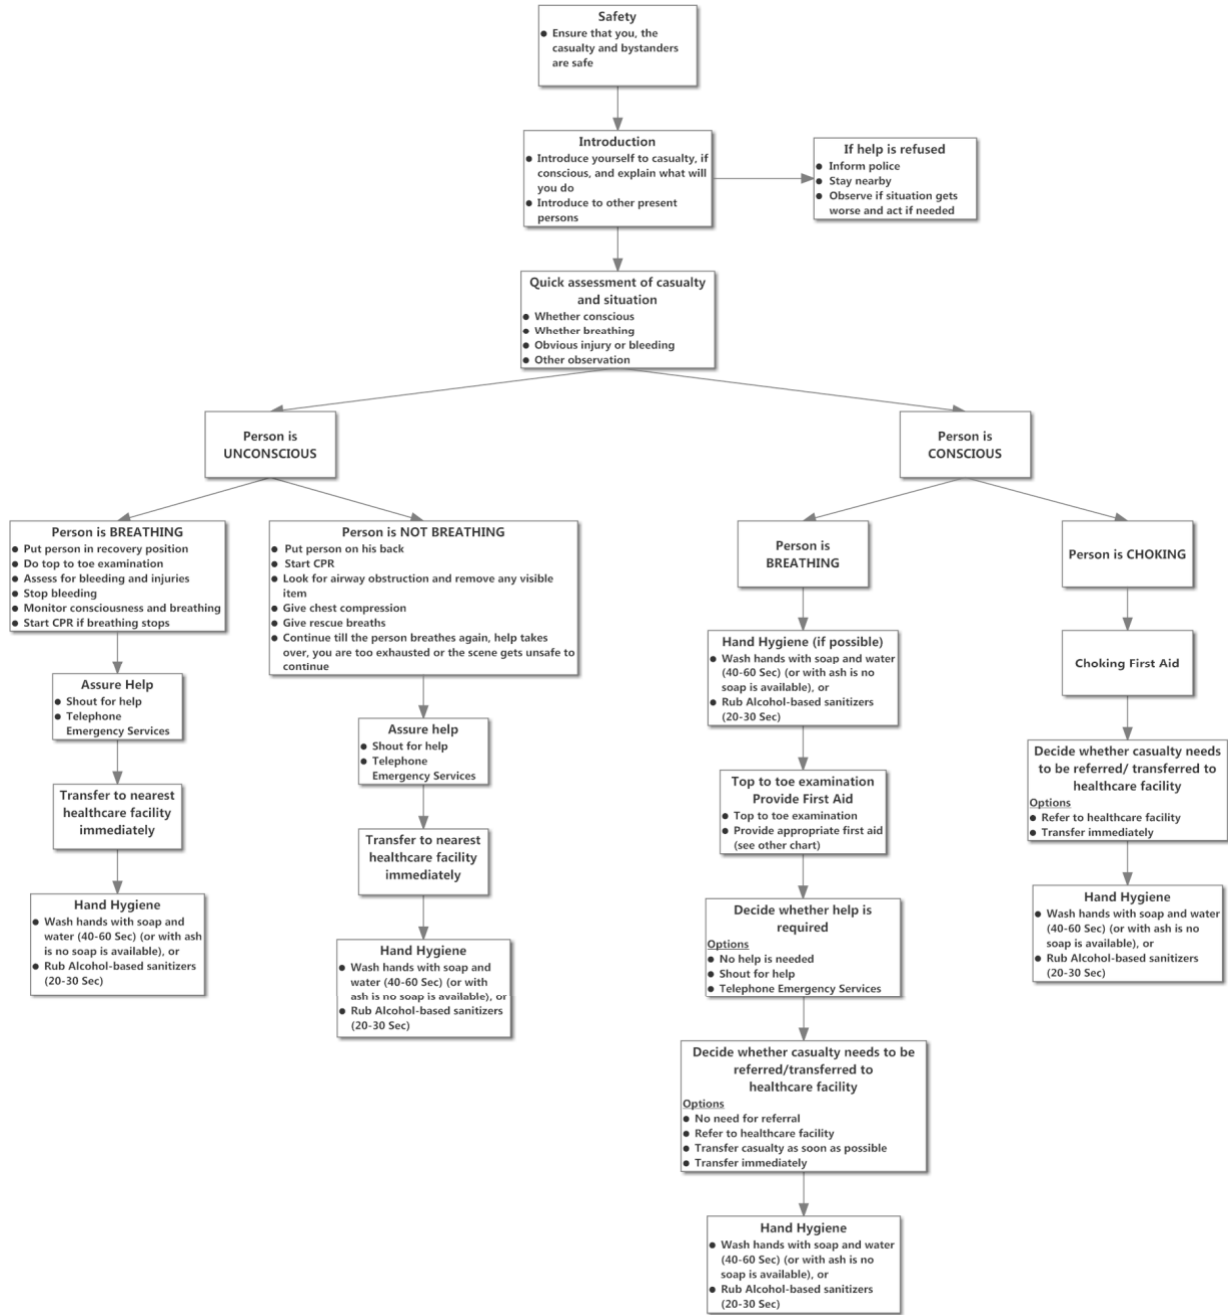 Safety
● Ensure that you, the
casualty and bystanders
are safe
Introduction
● Introduce yourself to casualty, if
conscious, and explain what will
you do
● Introduce to other present
persons
If help is refused
● Inform police
● Stay nearby
● Observe if situation gets
worse and act if needed
Quick assessment of casualty
and situation
● Whether conscious
● Whether breathing
● Obvious injury or bleeding
● Other observation
Person is
UNCONSCIOUS
Person is
CONSCIOUS
Person is BREATHING
● Put person in recovery position
● Do top to toe examination
● Assess for bleeding and injuries
● Stop bleeding
● Monitor consciousness and breathing
● Start CPR if breathing stops
Assure Help
● Shout for help
● Telephone
Emergency Services
Transfer to nearest
healthcare facility
immediately
Hand Hygiene
● Wash hands with soap and
water (40-60 Sec) (or with ash
is no soap is available), or
● Rub Alcohol-based sanitizers
(20-30 Sec)
Person is NOT BREATHING
● Put person on his back
● Start CPR
● Look for airway obstruction and remove any visible
item
● Give chest compression
● Give rescue breaths
● Continue till the person breathes again, help takes
over, you are too exhausted or the scene gets unsafe to
continue
Assure help
● Shout for help
● Telephone
Emergency Services
Transfer to nearest
healthcare facility
immediately
Hand Hygiene
● Wash hands with soap and
water (40-60 Sec) (or with
ash is no soap is available), or
● Rub Alcohol-based sanitizers
(20-30 Sec)
Person is
BREATHING
Hand Hygiene (if possible)
● Wash hands with soap and water
(40-60 Sec) (or with ash is no
soap is available), or
● Rub Alcohol-based sanitizers
(20-30 Sec)
Top to toe examination
Provide First Aid
● Top to toe examination
● Provide appropriate first aid
(see other chart)
Decide whether help is
required
Options
● No help is needed
● Shout for help
● Telephone Emergency Services
Decide whether casualty needs to be
referred/transferred to
healthcare facility
Options
● No need for referral
● Refer to healthcare facility
● Transfer casualty as soon as possible
● Transfer immediately
Hand Hygiene
● Wash hands with soap and water
(40-60 Sec) (or with ash is no
soap is available), or
● Rub Alcohol-based sanitizers
(20-30 Sec)
Person is CHOKING
Choking First Aid
Decide whether casualty needs
to be referred/ transferred to
healthcare facility
Options
● Refer to healthcare facility
● Transfer immediately
Hand Hygiene
● Wash hands with soap and water
(40-60 Sec) (or with ash is no
soap is available), or
● Rub Alcohol-based sanitizers
(20-30 Sec)